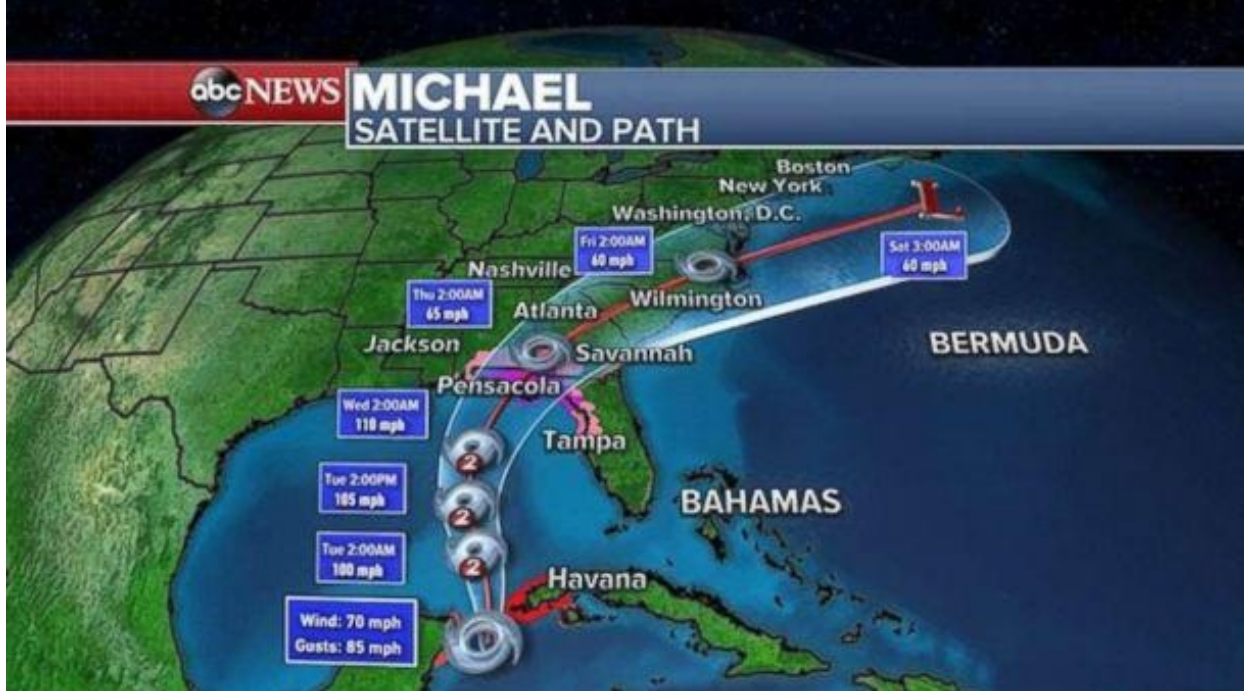 abc NEWS
MICHAEL
SATELLITE AND PATH
Boston
New York
Washington, D.C.
Fri 2:00AM
60 mph
Sat 3:00AM
60 mph
Nashville
Thu 2:00AM
65 mph
Atlanta
Wilmington
Jackson
Savannah
BERMUDA
Pensacola
Wed 2:00AM
110 mph
Tampa
2
Tue 2:00PM
105 mph
2
BAHAMAS
Tue 2:00AM
100 mph
2
Havana
Wind: 70 mph
Gusts: 85 mph
L